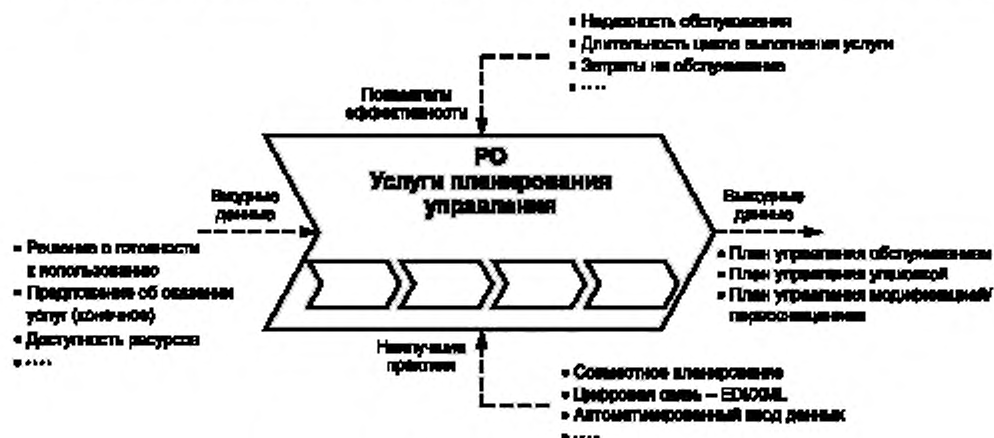 • Надежность обслуживания
• Длительность цикла выполнения услуги
• Затраты на обслуживание
• ....
Показатели
эффективности
PO
Услуги планирования
управления
Входные
данные
• Решение о готовности
к использованию
• Предложение об оказании
услуг (конечное)
• Доступность ресурсов
• ....
Выходные
данные
• План управления обслуживанием
• План управления упаковкой
• План управления модификацией/
переоснащением
Наилучшие
практики
• Совместное планирование
• Цифровая связь – EDI/XML
• Автоматизированный ввод данных
• ....